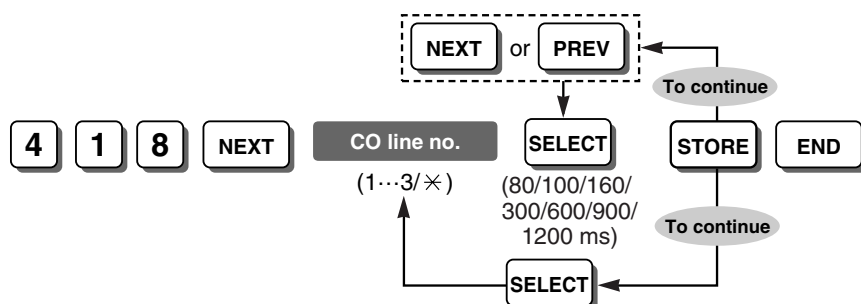 NEXT or PREV
To continue
4 1 8 NEXT CO line no. SELECT STORE END
(1···3/✳)
(80/100/160/
300/600/900/
1200 ms)
To continue
SELECT